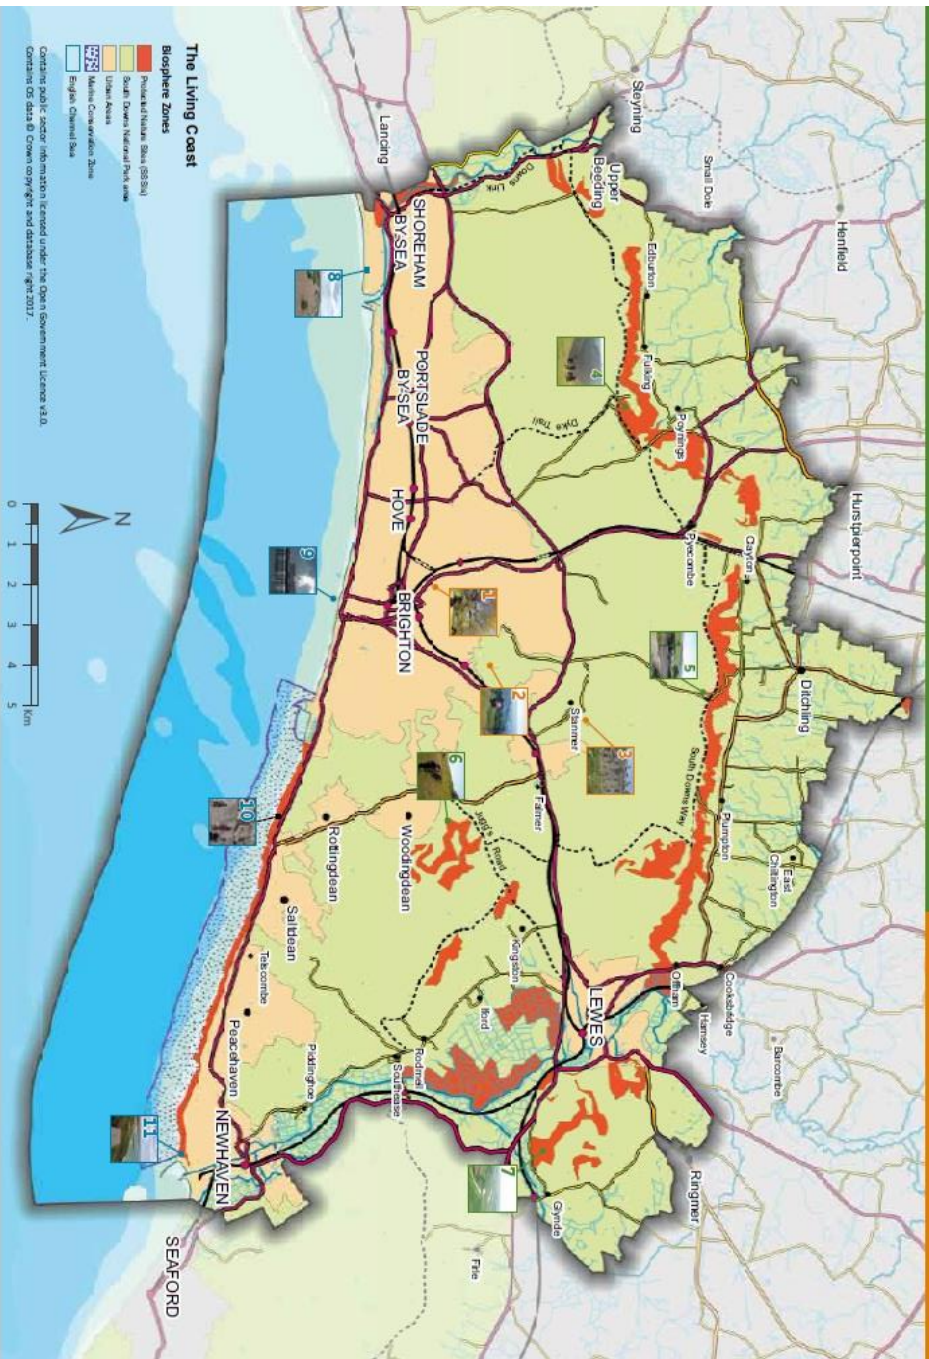 The Living Coast
Biosphere Zones
Protected Nature Sites (SSSIs)
South Downs National Park area
Urban Areas
Marine Conservation Zone
English Channel Sea
Contains public sector information licensed under the Open Government Licence v3.0.
Contains OS data © Crown copyright and database right 2017.
N
0 1 2 3 4 5
Km
Steyning
Small Dole
Henfield
Hurstpierpoint
Upper
Beeding
Edburton
Fulking
Poynings
Pyecombe
Clayton
Ditchling
Plumpton
East
Chiltington
Cooksbridge
Barcombe
Hamsey
Offham
Ringmer
Lancing
Downs Link
Dyke Trail
South Downs Way
SHOREHAM
BY-SEA
PORTSLADE
BY-SEA
HOVE
BRIGHTON
Stanmer
Falmer
Jugg's Road
Kingston
LEWES
Glynde
Firle
Iford
Rodmell
Southease
Piddinghoe
Woodingdean
Rottingdean
Saltdean
Telscombe
Peacehaven
NEWHAVEN
SEAFORD
1
2
3
4
5
6
7
8
9
10
11